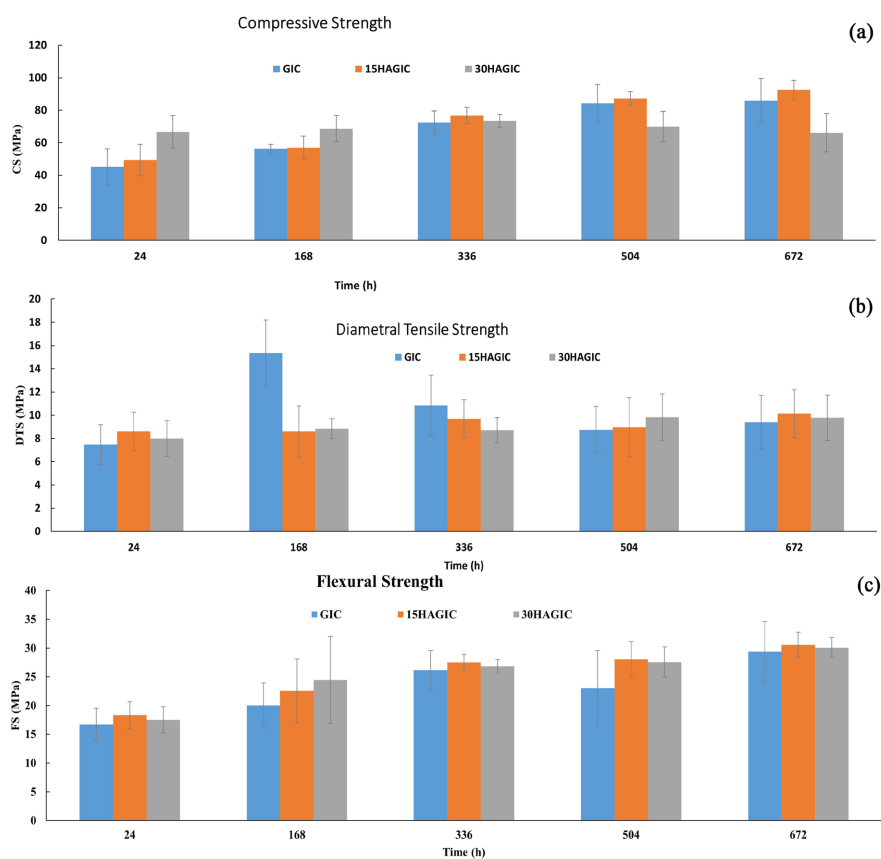 Compressive Strength
(a)
120
GIC 15HAGIC 30HAGIC
100
80
60
40
20
0
CS (MPa)
24 168 336 504 672
Time (h)
(b)
20
Diametral Tensile Strength
18
GIC 15HAGIC 30HAGIC
16
14
12
10
8
6
4
2
0
DTS (MPa)
24 168 336 504 672
Time (h)
Flexural Strength
(c)
40
GIC 15HAGIC 30HAGIC
35
30
25
20
15
10
5
0
FS (MPa)
24 168 336 504 672
Time (h)